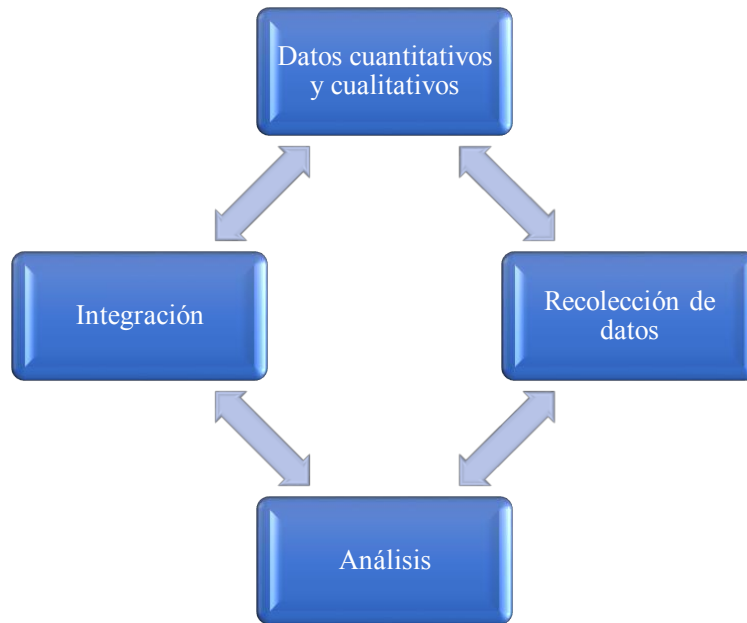 Datos cuantitativos
y cualitativos
Integración
Recolección de
datos
Análisis